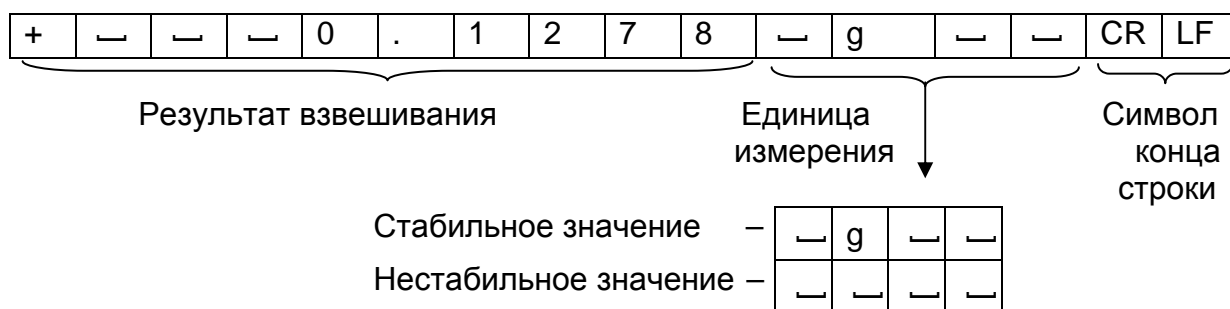 + ⎵ ⎵ ⎵ 0 . 1 2 7 8 ⎵ g ⎵ ⎵ CR LF
Результат взвешивания
Единица
измерения
Символ
конца
строки
Стабильное значение – ⎵ g ⎵ ⎵
Нестабильное значение – ⎵ ⎵ ⎵ ⎵